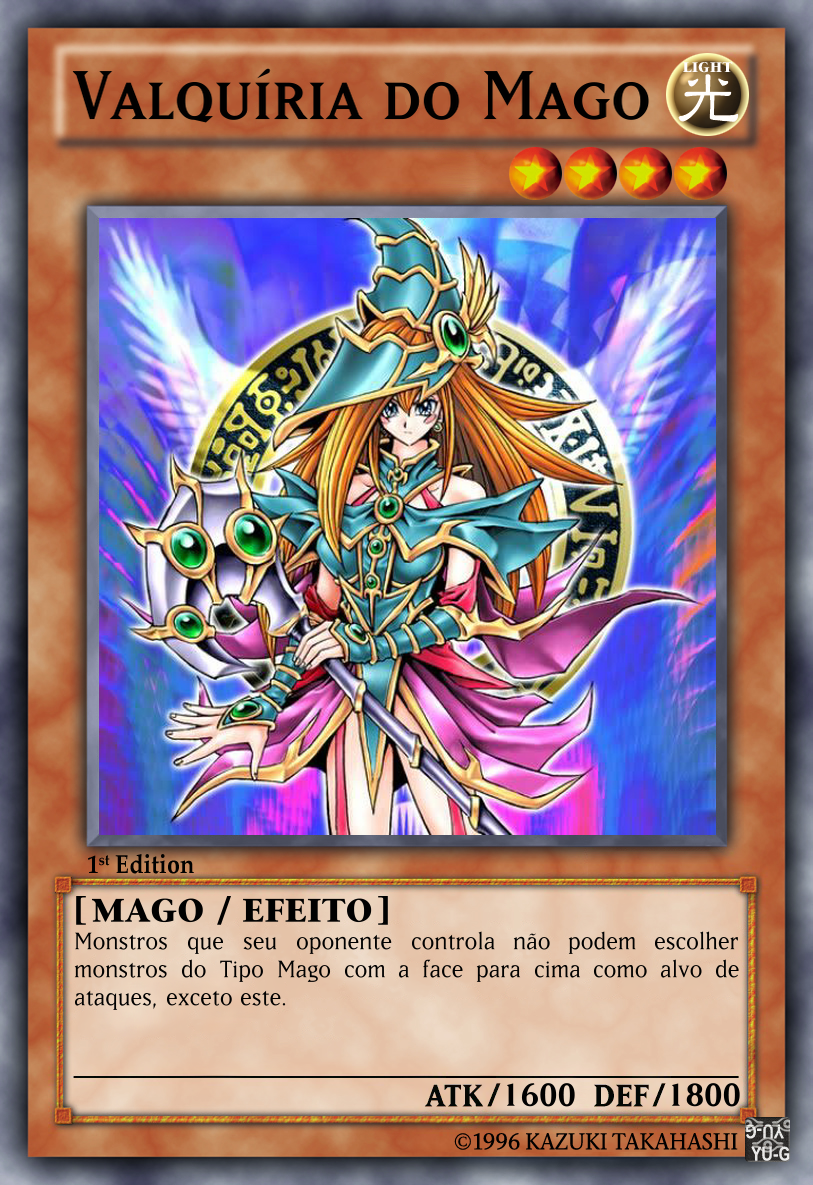 Valquíria do Mago
LIGHT
光
1st Edition
[MAGO / EFEITO]
Monstros que seu oponente controla não podem escolher
monstros do Tipo Mago com a face para cima como alvo de
ataques, exceto este.
ATK/1600 DEF/1800
©1996 KAZUKI TAKAHASHI
YU-G
YU-G